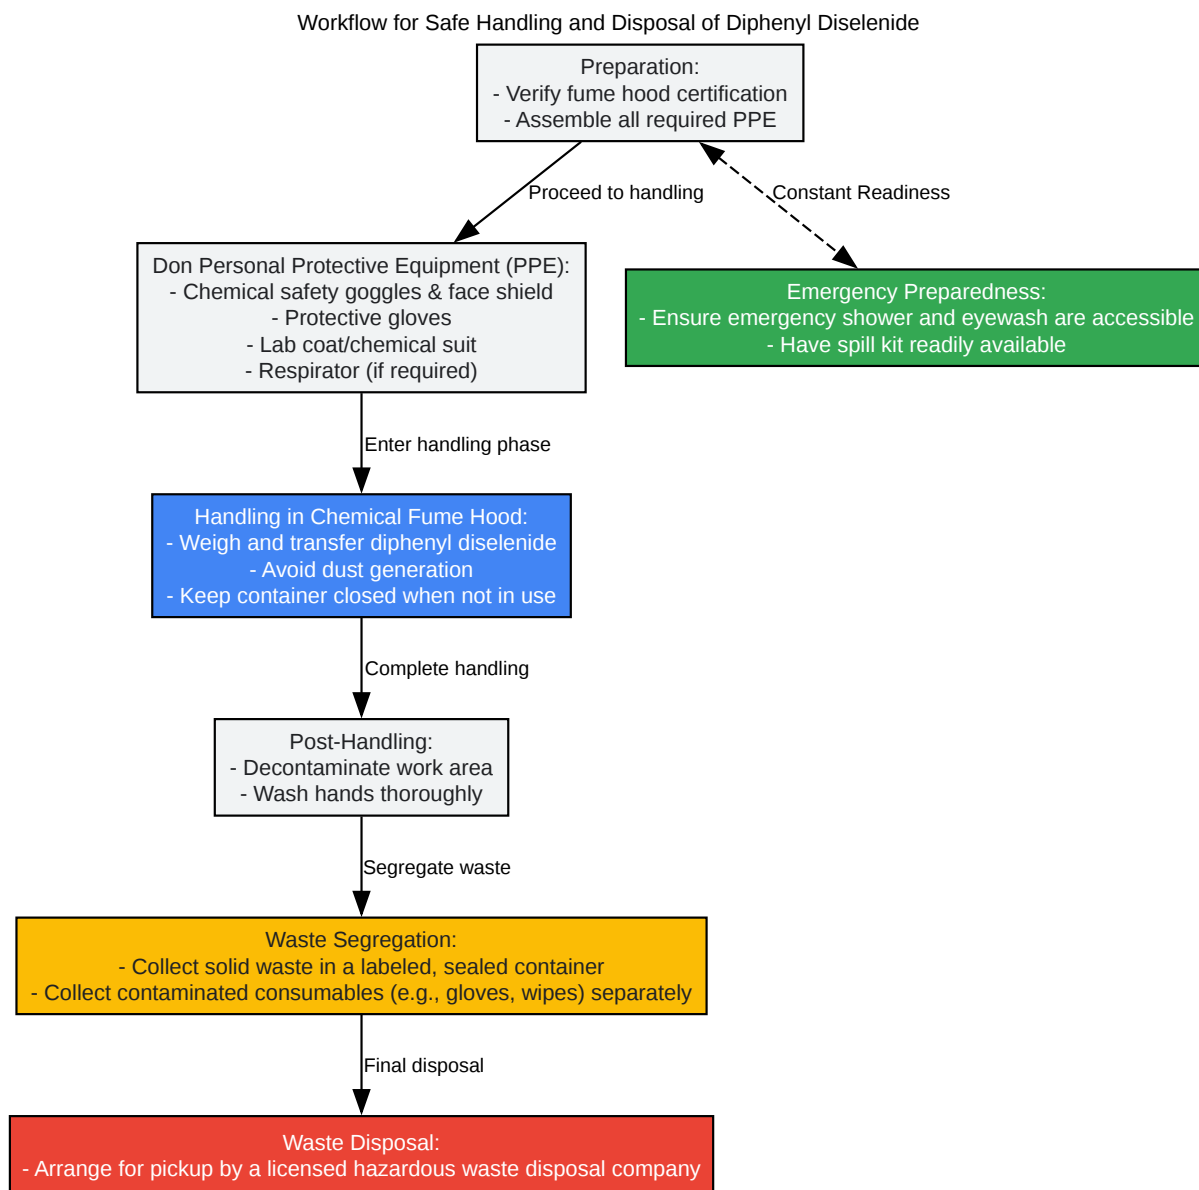 Workflow for Safe Handling and Disposal of Diphenyl Diselenide
Preparation:
- Verify fume hood certification
- Assemble all required PPE
Proceed to handling
Constant Readiness
Don Personal Protective Equipment (PPE):
- Chemical safety goggles & face shield
- Protective gloves
- Lab coat/chemical suit
- Respirator (if required)
Emergency Preparedness:
- Ensure emergency shower and eyewash are accessible
- Have spill kit readily available
Enter handling phase
Handling in Chemical Fume Hood:
- Weigh and transfer diphenyl diselenide
- Avoid dust generation
- Keep container closed when not in use
Complete handling
Post-Handling:
- Decontaminate work area
- Wash hands thoroughly
Segregate waste
Waste Segregation:
- Collect solid waste in a labeled, sealed container
- Collect contaminated consumables (e.g., gloves, wipes) separately
Final disposal
Waste Disposal:
- Arrange for pickup by a licensed hazardous waste disposal company